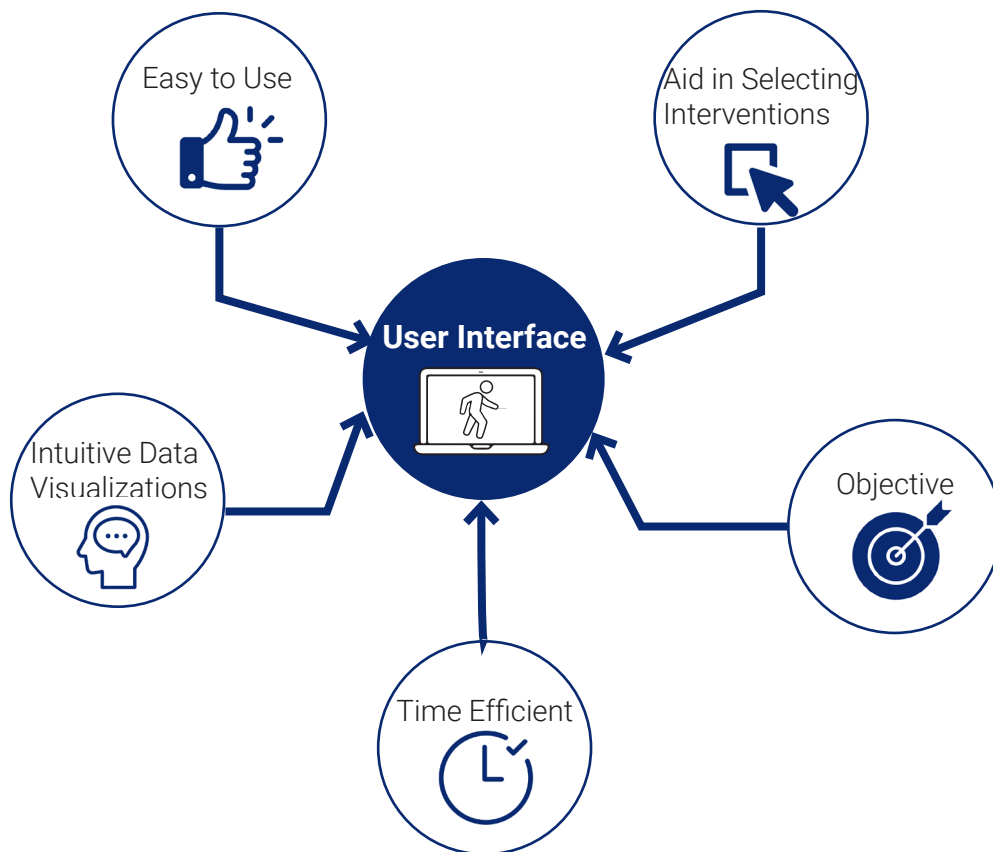 Easy to Use
Aid in Selecting
Interventions
User Interface
Intuitive Data
Visualizations
Objective
Time Efficient